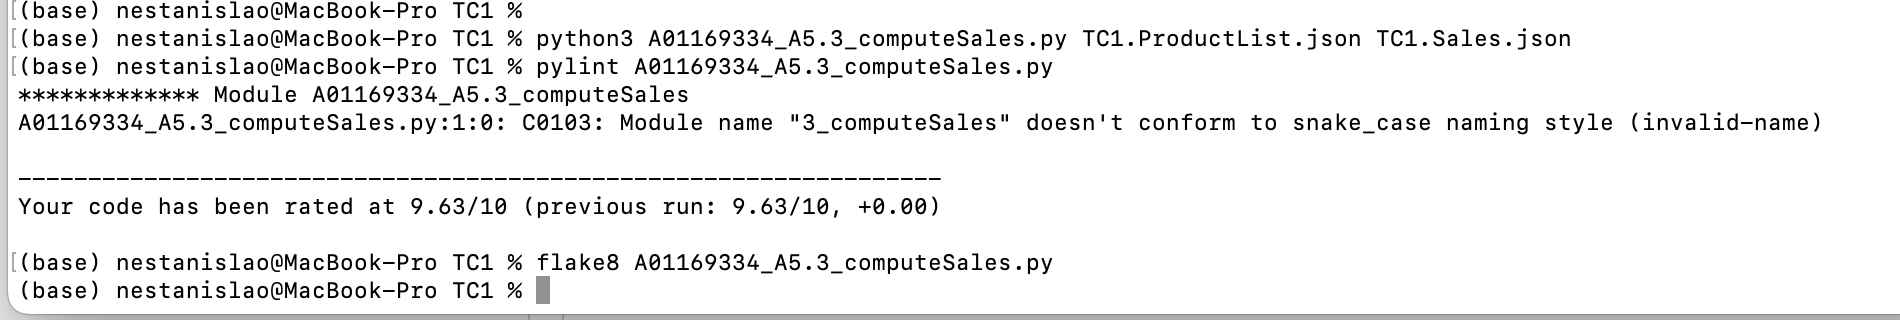 [(base) nestanislao@MacBook-Pro TC1 %
[(base) nestanislao@MacBook-Pro TC1 % python3 A01169334_A5.3_computeSales.py TC1.ProductList.json TC1.Sales.json
[(base) nestanislao@MacBook-Pro TC1 % pylint A01169334_A5.3_computeSales.py
************* Module A01169334_A5.3_computeSales
A01169334_A5.3_computeSales.py:1:0: C0103: Module name "3_computeSales" doesn't conform to snake_case naming style (invalid-name)
------------------------------------------------------------------
Your code has been rated at 9.63/10 (previous run: 9.63/10, +0.00)
[(base) nestanislao@MacBook-Pro TC1 % flake8 A01169334_A5.3_computeSales.py
(base) nestanislao@MacBook-Pro TC1 %